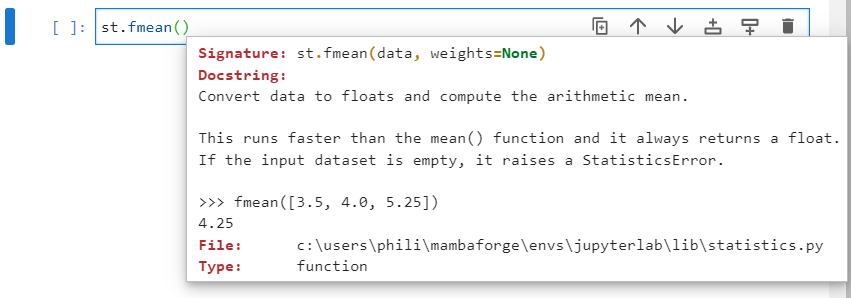 [ ]: st.fmean()
Signature: st.fmean(data, weights=None)
Docstring:
Convert data to floats and compute the arithmetic mean.
This runs faster than the mean() function and it always returns a float.
If the input dataset is empty, it raises a StatisticsError.
>>> fmean([3.5, 4.0, 5.25])
4.25
File: c:\users\phili\mambaforge\envs\jupyterlab\lib\statistics.py
Type: function